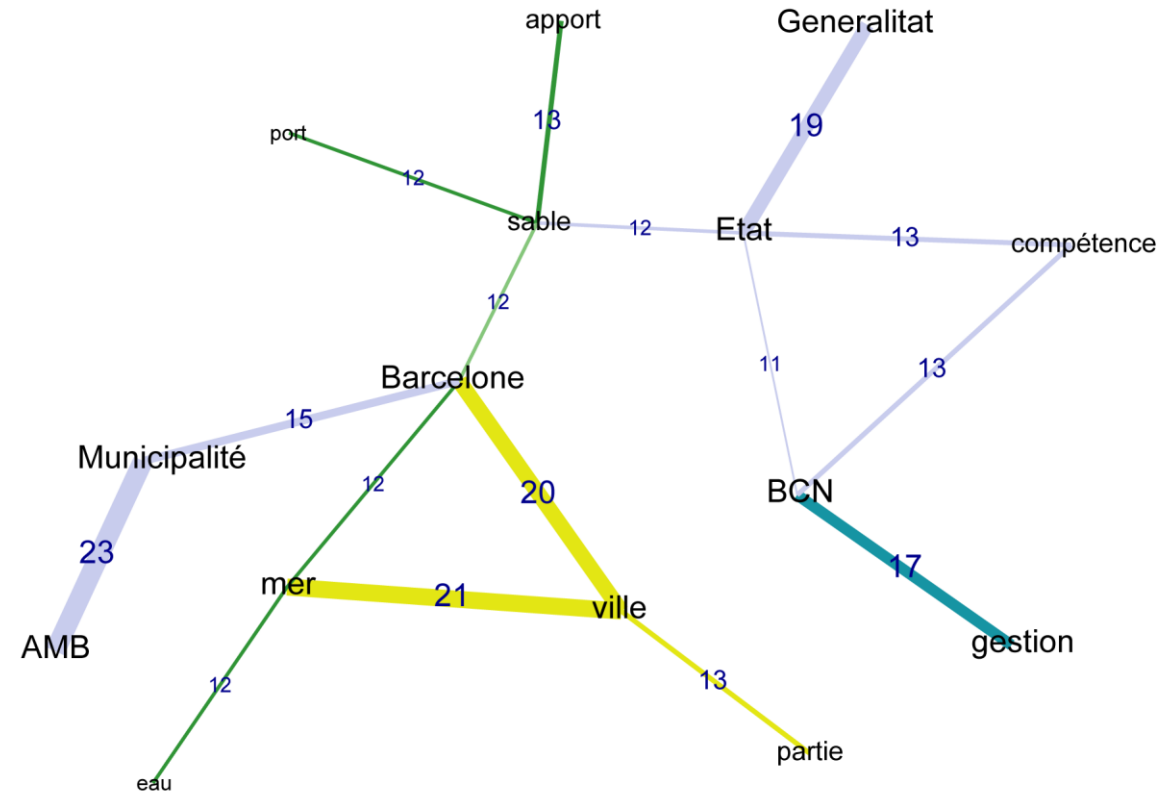 apport
Generalitat
port
13
19
12
sable
12
Etat
13
compétence
12
11
13
Barcelone
15
Municipalité
12
20
BCN
23
mer
21
ville
17
AMB
gestion
12
13
partie
eau